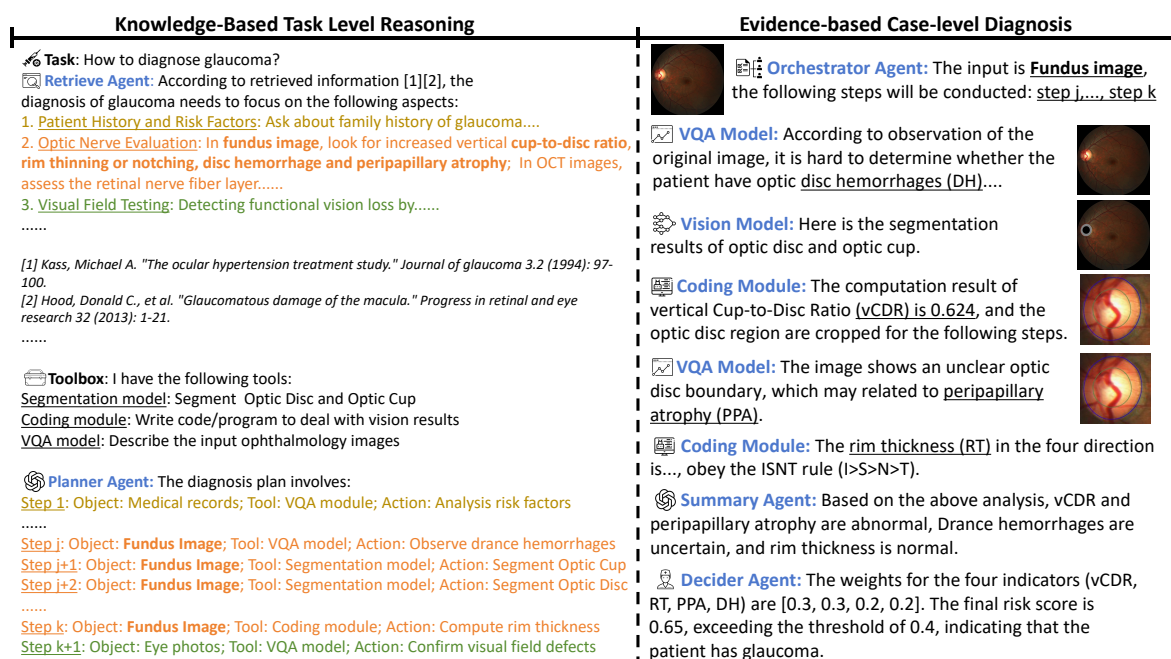 Knowledge-Based Task Level Reasoning
Task: How to diagnose glaucoma?
Retrieve Agent: According to retrieved information [1][2], the
diagnosis of glaucoma needs to focus on the following aspects:
1. Patient History and Risk Factors: Ask about family history of glaucoma....
2. Optic Nerve Evaluation: In fundus image, look for increased vertical cup-to-disc ratio,
rim thinning or notching, disc hemorrhage and peripapillary atrophy; In OCT images,
assess the retinal nerve fiber layer......
3. Visual Field Testing: Detecting functional vision loss by......
......
[1] Kass, Michael A. "The ocular hypertension treatment study." Journal of glaucoma 3.2 (1994): 97-
100.
[2] Hood, Donald C., et al. "Glaucomatous damage of the macula." Progress in retinal and eye
research 32 (2013): 1-21.
......
Toolbox: I have the following tools:
Segmentation model: Segment Optic Disc and Optic Cup
Coding module: Write code/program to deal with vision results
VQA model: Describe the input ophthalmology images
Planner Agent: The diagnosis plan involves:
Step 1: Object: Medical records; Tool: VQA module; Action: Analysis risk factors
......
Step j: Object: Fundus Image; Tool: VQA model; Action: Observe drance hemorrhages
Step j+1: Object: Fundus Image; Tool: Segmentation model; Action: Segment Optic Cup
Step j+2: Object: Fundus Image; Tool: Segmentation model; Action: Segment Optic Disc
......
Step k: Object: Fundus Image; Tool: Coding module; Action: Compute rim thickness
Step k+1: Object: Eye photos; Tool: VQA model; Action: Confirm visual field defects
Evidence-based Case-level Diagnosis
Orchestrator Agent: The input is Fundus image,
the following steps will be conducted: step j,..., step k
VQA Model: According to observation of the
original image, it is hard to determine whether the
patient have optic disc hemorrhages (DH)....
Vision Model: Here is the segmentation
results of optic disc and optic cup.
Coding Module: The computation result of
vertical Cup-to-Disc Ratio (vCDR) is 0.624, and the
optic disc region are cropped for the following steps.
VQA Model: The image shows an unclear optic
disc boundary, which may related to peripapillary
atrophy (PPA).
Coding Module: The rim thickness (RT) in the four direction
is..., obey the ISNT rule (I>S>N>T).
Summary Agent: Based on the above analysis, vCDR and
peripapillary atrophy are abnormal, Drance hemorrhages are
uncertain, and rim thickness is normal.
Decider Agent: The weights for the four indicators (vCDR,
RT, PPA, DH) are [0.3, 0.3, 0.2, 0.2]. The final risk score is
0.65, exceeding the threshold of 0.4, indicating that the
patient has glaucoma.